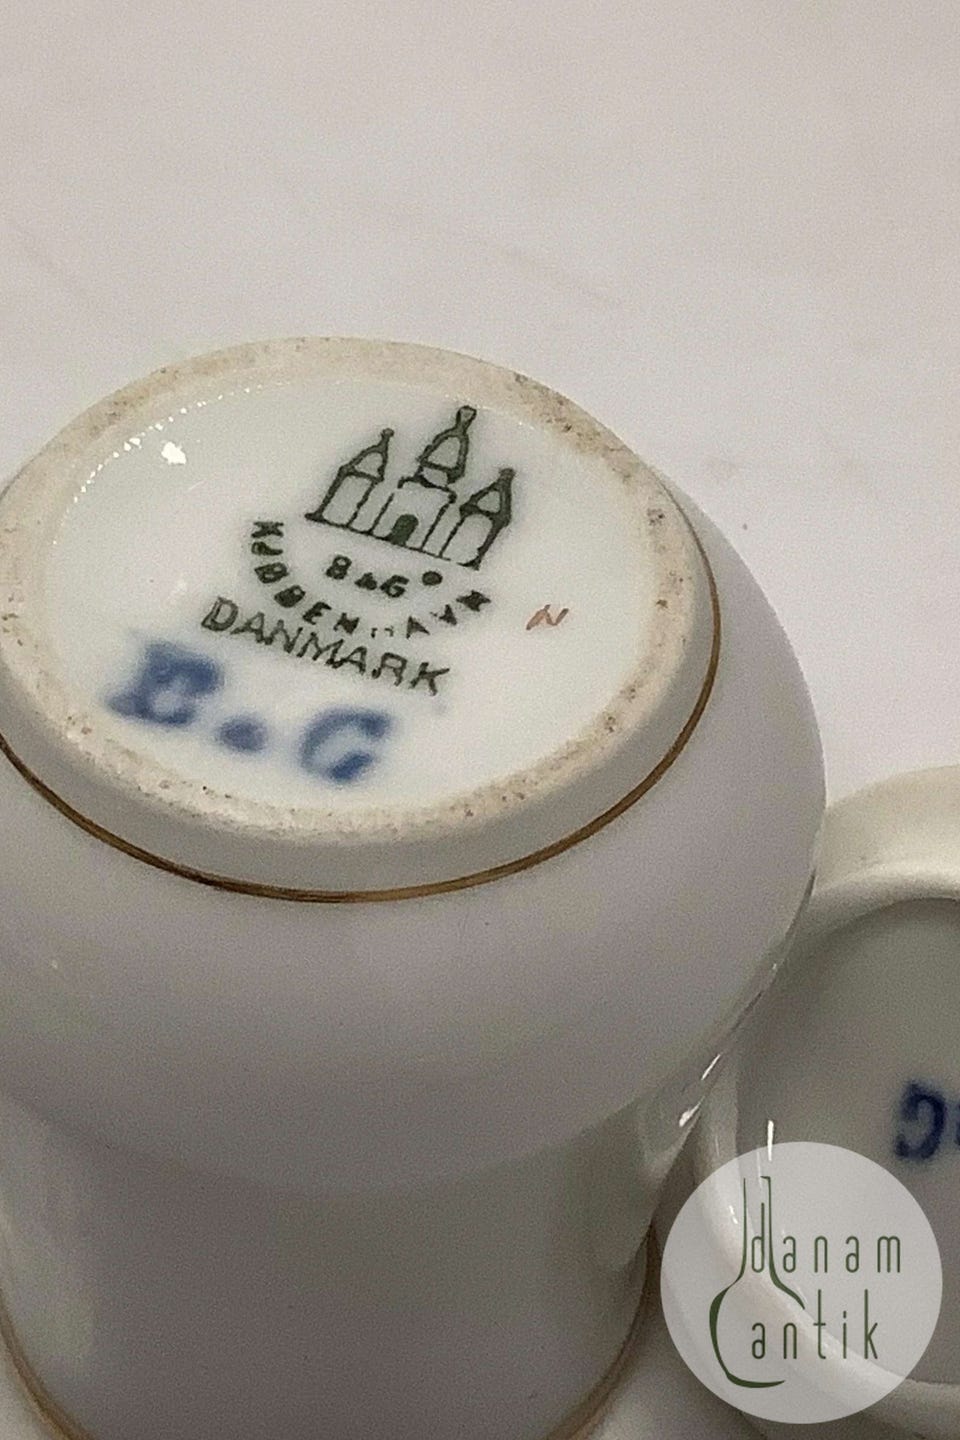 B&G
KJØBENHAVN
DANMARK
B.G
N
danam
antik